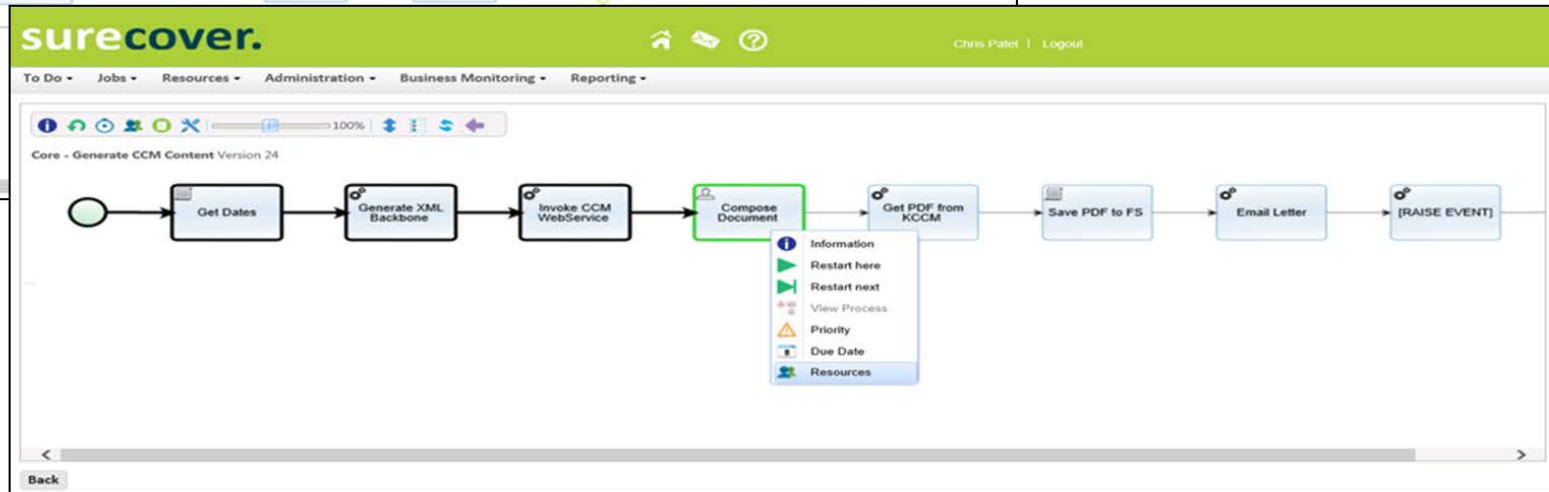 surecover.
Chris Patel | Logout
To Do Jobs Resources Administration Business Monitoring Reporting
100%
Core - Generate CCM Content Version 24
Get Dates
Generate XML
Backbone
Invoke CCM
WebService
Compose
Document
Get PDF from
KCCM
Save PDF to FS
Email Letter
[RAISE EVENT]
Information
Restart here
Restart next
View Process
Priority
Due Date
Resources
Back